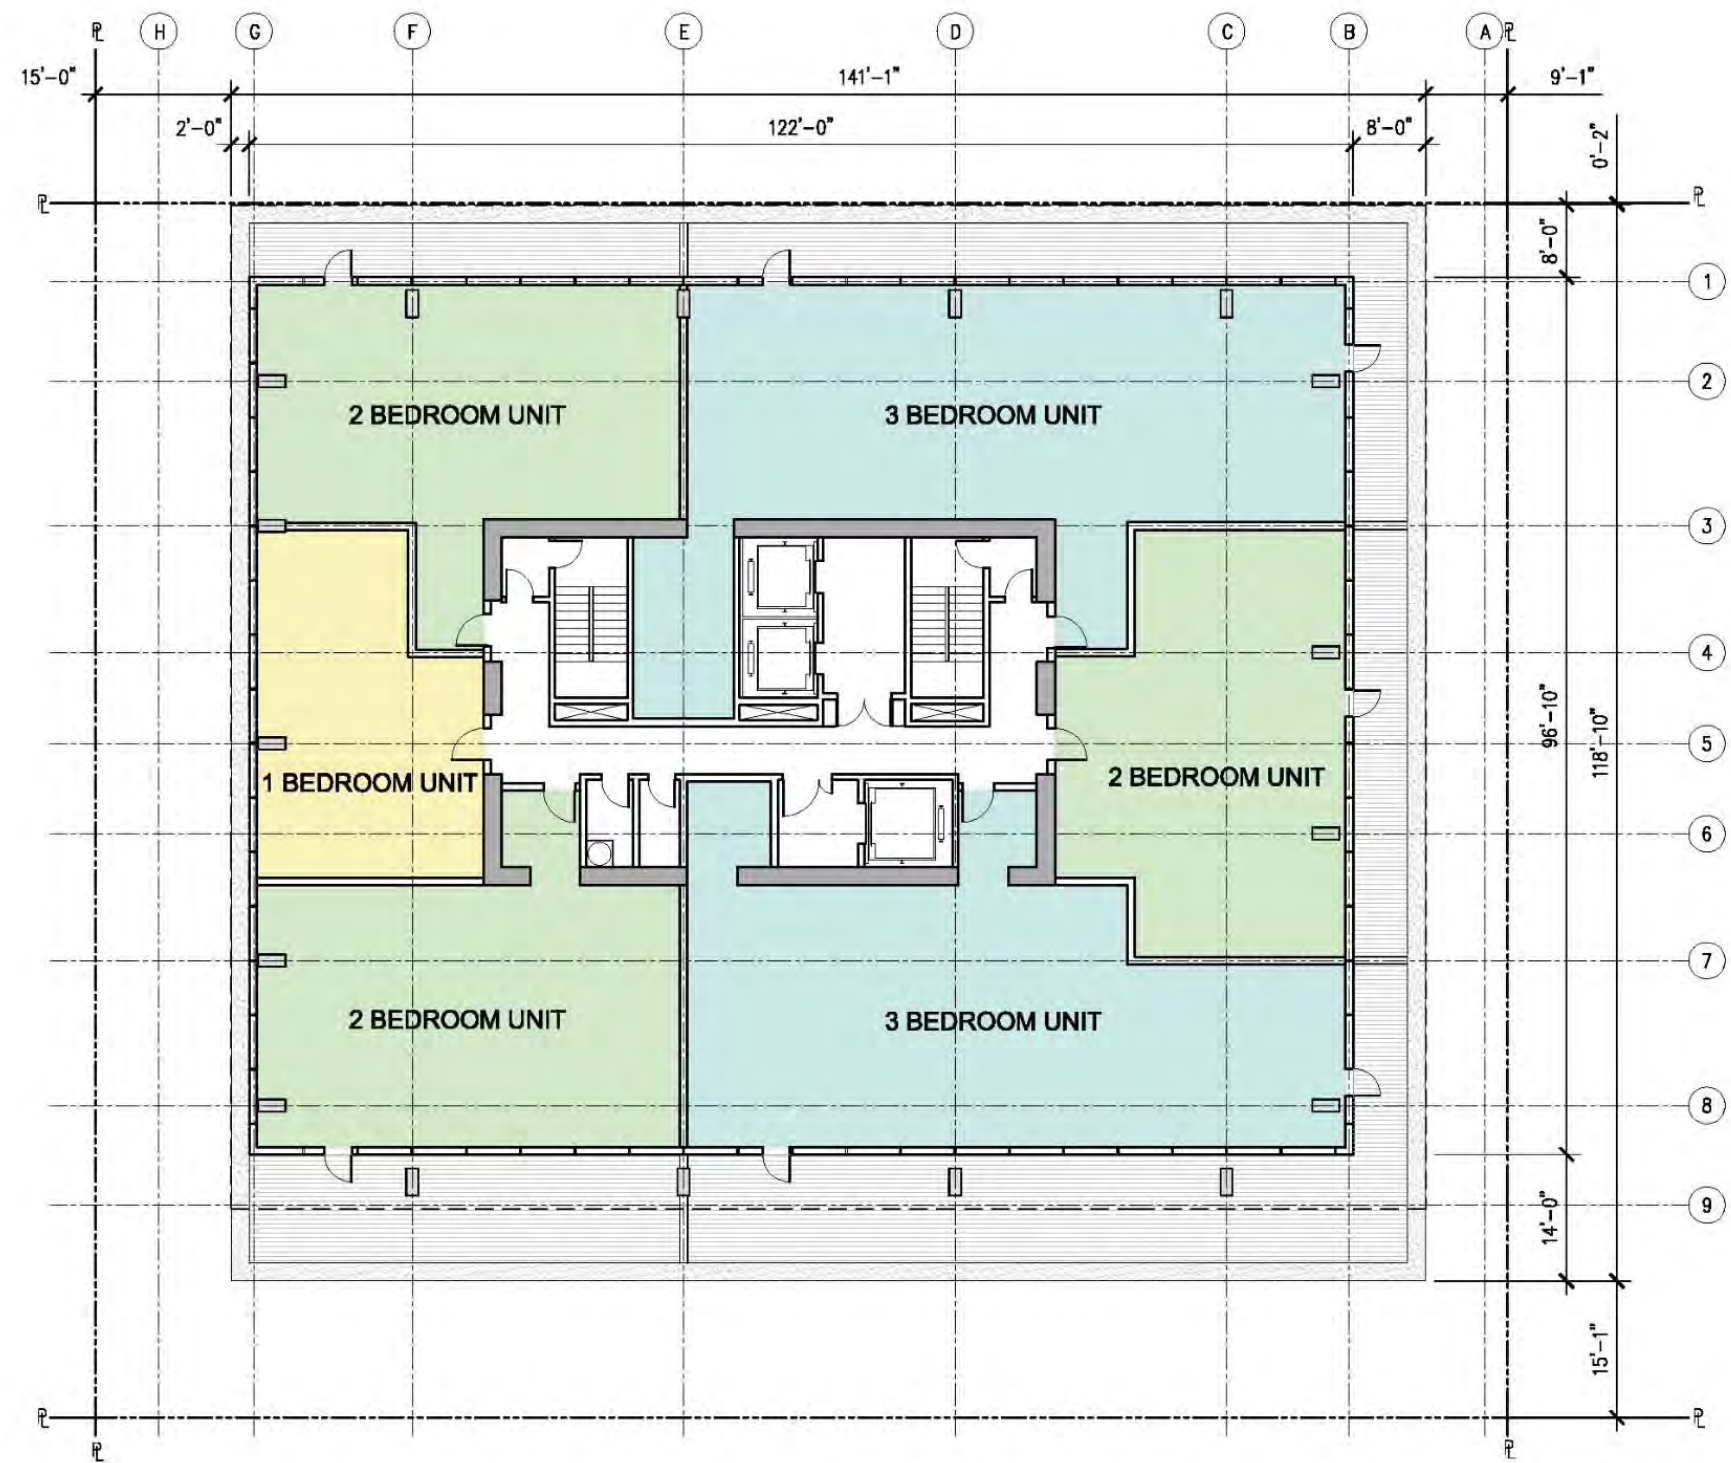 PL H G F E D C B A PL
15'-0" 141'-1" 9'-1"
2'-0" 122'-0" 8'-0"
0'-2"
PL PL
8'-0"
1
2
2 BEDROOM UNIT 3 BEDROOM UNIT
3
4
96'-10"
118'-10"
5
1 BEDROOM UNIT 2 BEDROOM UNIT
6
7
2 BEDROOM UNIT 3 BEDROOM UNIT
8
9
14'-0"
15'-1"
PL PL
PL PL